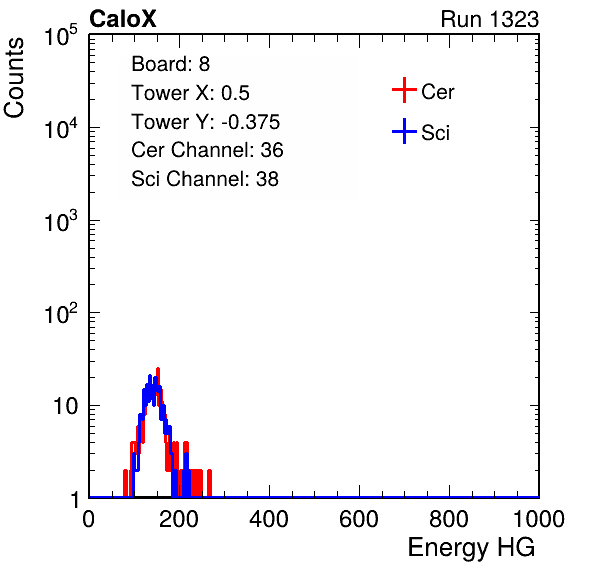 CaloX Run 1323
Counts
Board: 8
Tower X: 0.5
Tower Y: -0.375
Cer Channel: 36
Sci Channel: 38
Cer
Sci
10^5
10^4
10^3
10^2
10
1
0 200 400 600 800 1000
Energy HG